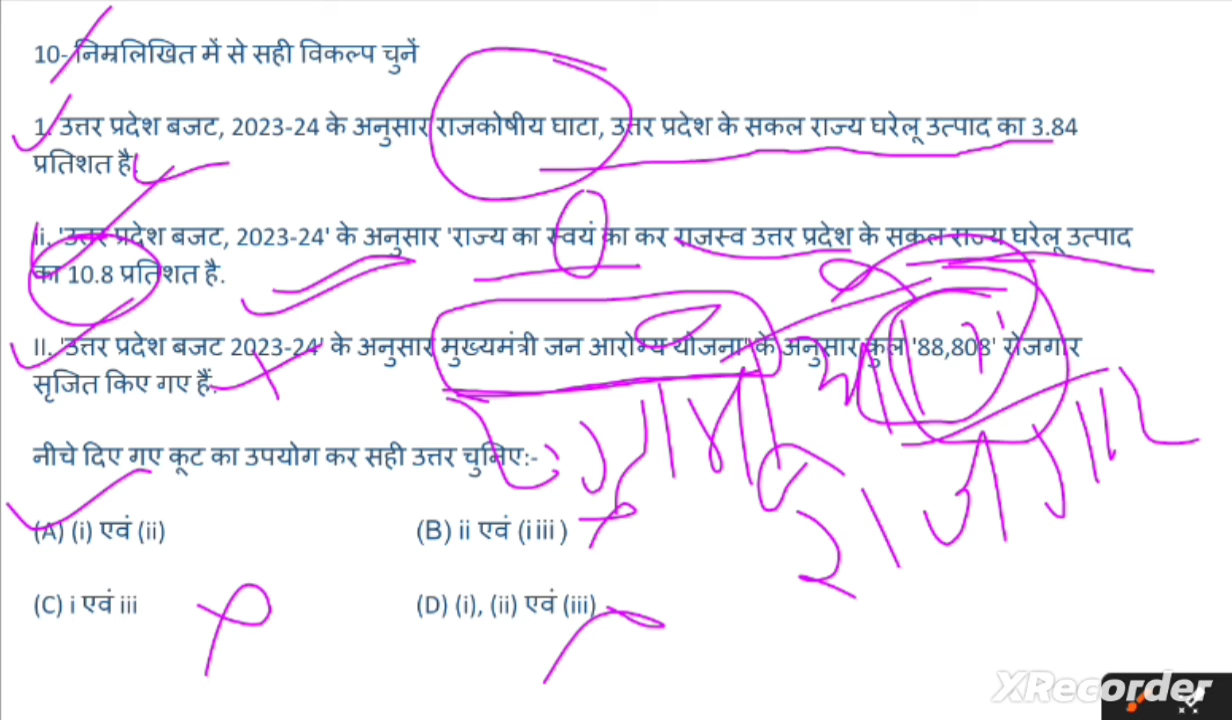 10- निम्नलिखित में से सही विकल्प चुनें
1. उत्तर प्रदेश बजट, 2023-24 के अनुसार राजकोषीय घाटा, उत्तर प्रदेश के सकल राज्य घरेलू उत्पाद का 3.84
प्रतिशत है.
ii. 'उत्तर प्रदेश बजट, 2023-24' के अनुसार 'राज्य का स्वयं का कर राजस्व उत्तर प्रदेश के सकल राज्य घरेलू उत्पाद
का 10.8 प्रतिशत है.
II. 'उत्तर प्रदेश बजट 2023-24' के अनुसार मुख्यमंत्री जन आरोग्य योजना' के अनुसार कुल '88,808' रोजगार
सृजित किए गए हैं.
नीचे दिए गए कूट का उपयोग कर सही उत्तर चुनिए:-
(A) (i) एवं (ii)
(B) ii एवं (i iii )
(C) i एवं iii
(D) (i), (ii) एवं (iii)
रोजगार
XRecorder